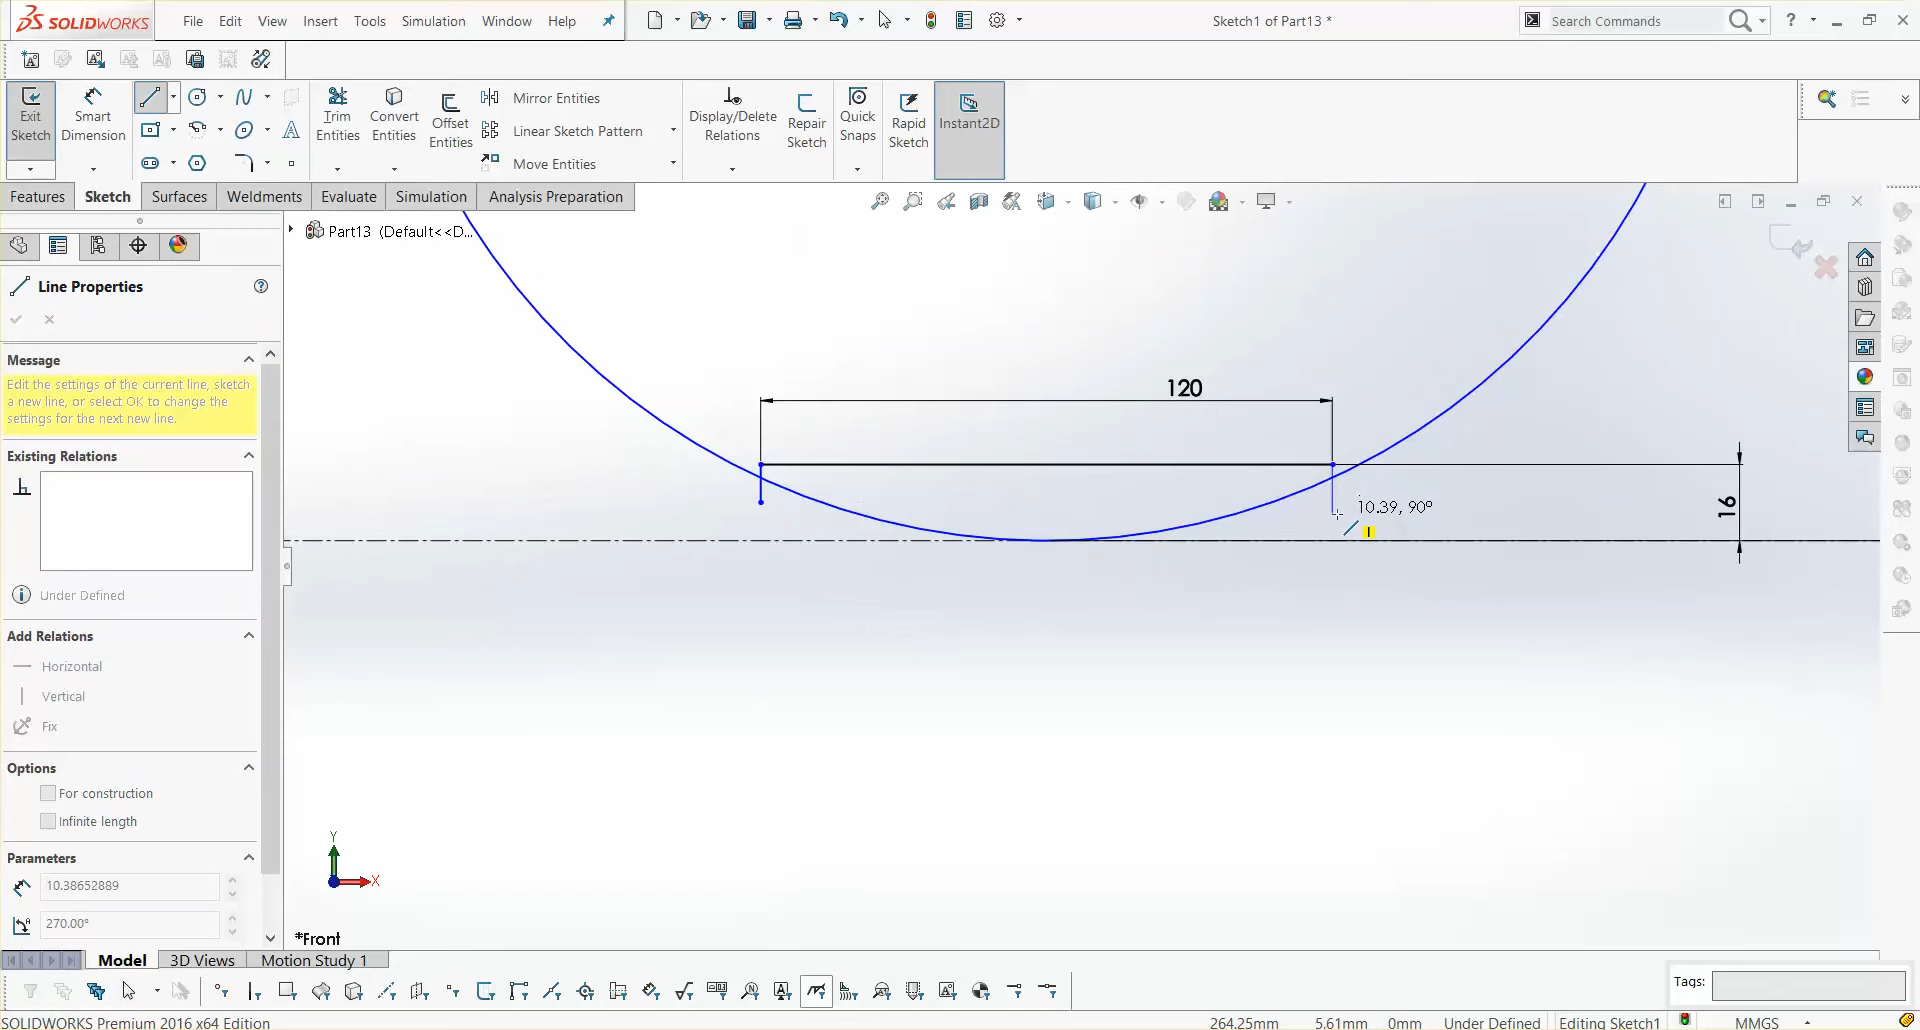 SOLIDWORKS
File Edit View Insert Tools Simulation Window Help
Sketch1 of Part13 *
Search Commands
?
Exit Sketch
Smart Dimension
Trim Entities
Convert Entities
Offset Entities
Mirror Entities
Linear Sketch Pattern
Move Entities
Display/Delete Relations
Repair Sketch
Quick Snaps
Rapid Sketch
Instant2D
Features Sketch Surfaces Weldments Evaluate Simulation Analysis Preparation
Part13 (Default<<D...
Line Properties
Message
Edit the settings of the current line, sketch
a new line, or select OK to change the
settings for the next new line.
Existing Relations
Under Defined
Add Relations
Horizontal
Vertical
Fix
Options
For construction
Infinite length
Parameters
10.38652889
270.00°
120
10.39, 90°
16
Y
X
*Front
Model 3D Views Motion Study 1
Tags:
SOLIDWORKS Premium 2016 x64 Edition
264.25mm 5.61mm 0mm Under Defined Editing Sketch1 MMGS